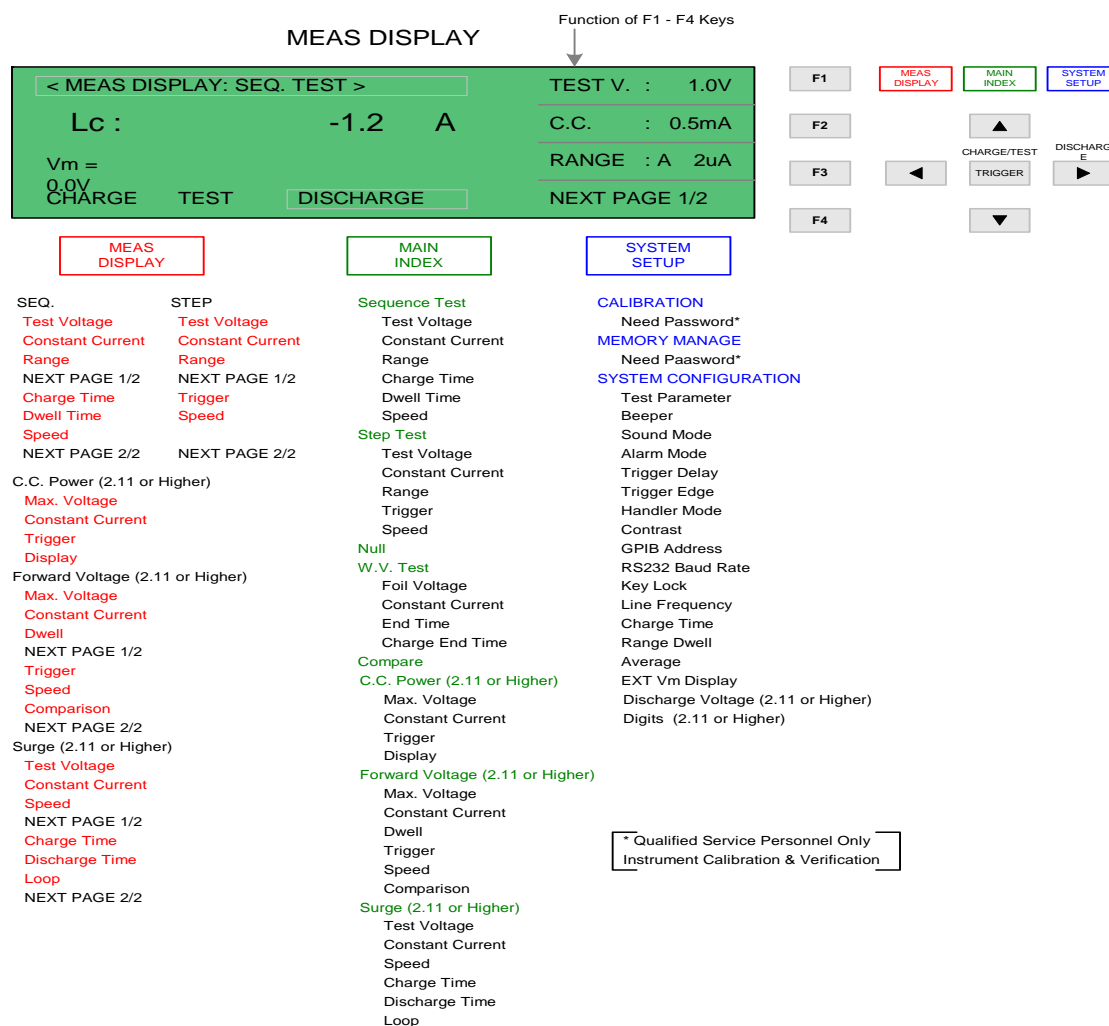 Function of F1 - F4 Keys
MEAS DISPLAY
< MEAS DISPLAY: SEQ. TEST >
Lc : -1.2 A
Vm =
0.0V
CHARGE TEST DISCHARGE
TEST V. : 1.0V
C.C. : 0.5mA
RANGE : A 2uA
NEXT PAGE 1/2
F1
F2
F3
F4
MEAS
DISPLAY
MAIN
INDEX
SYSTEM
SETUP
CHARGE/TEST
TRIGGER
DISCHARG
E
MEAS
DISPLAY
SEQ.
Test Voltage
Constant Current
Range
NEXT PAGE 1/2
Charge Time
Dwell Time
Speed
NEXT PAGE 2/2
STEP
Test Voltage
Constant Current
Range
NEXT PAGE 1/2
Trigger
Speed
NEXT PAGE 2/2
C.C. Power (2.11 or Higher)
Max. Voltage
Constant Current
Trigger
Display
Forward Voltage (2.11 or Higher)
Max. Voltage
Constant Current
Dwell
NEXT PAGE 1/2
Trigger
Speed
Comparison
NEXT PAGE 2/2
Surge (2.11 or Higher)
Test Voltage
Constant Current
Speed
NEXT PAGE 1/2
Charge Time
Discharge Time
Loop
NEXT PAGE 2/2
MAIN
INDEX
Sequence Test
Test Voltage
Constant Current
Range
Charge Time
Dwell Time
Speed
Step Test
Test Voltage
Constant Current
Range
Trigger
Speed
Null
W.V. Test
Foil Voltage
Constant Current
End Time
Charge End Time
Compare
C.C. Power (2.11 or Higher)
Max. Voltage
Constant Current
Trigger
Display
Forward Voltage (2.11 or Higher)
Max. Voltage
Constant Current
Dwell
Trigger
Speed
Comparison
Surge (2.11 or Higher)
Test Voltage
Constant Current
Speed
Charge Time
Discharge Time
Loop
SYSTEM
SETUP
CALIBRATION
Need Password*
MEMORY MANAGE
Need Paasword*
SYSTEM CONFIGURATION
Test Parameter
Beeper
Sound Mode
Alarm Mode
Trigger Delay
Trigger Edge
Handler Mode
Contrast
GPIB Address
RS232 Baud Rate
Key Lock
Line Frequency
Charge Time
Range Dwell
Average
EXT Vm Display
Discharge Voltage (2.11 or Higher)
Digits (2.11 or Higher)
* Qualified Service Personnel Only
Instrument Calibration & Verification